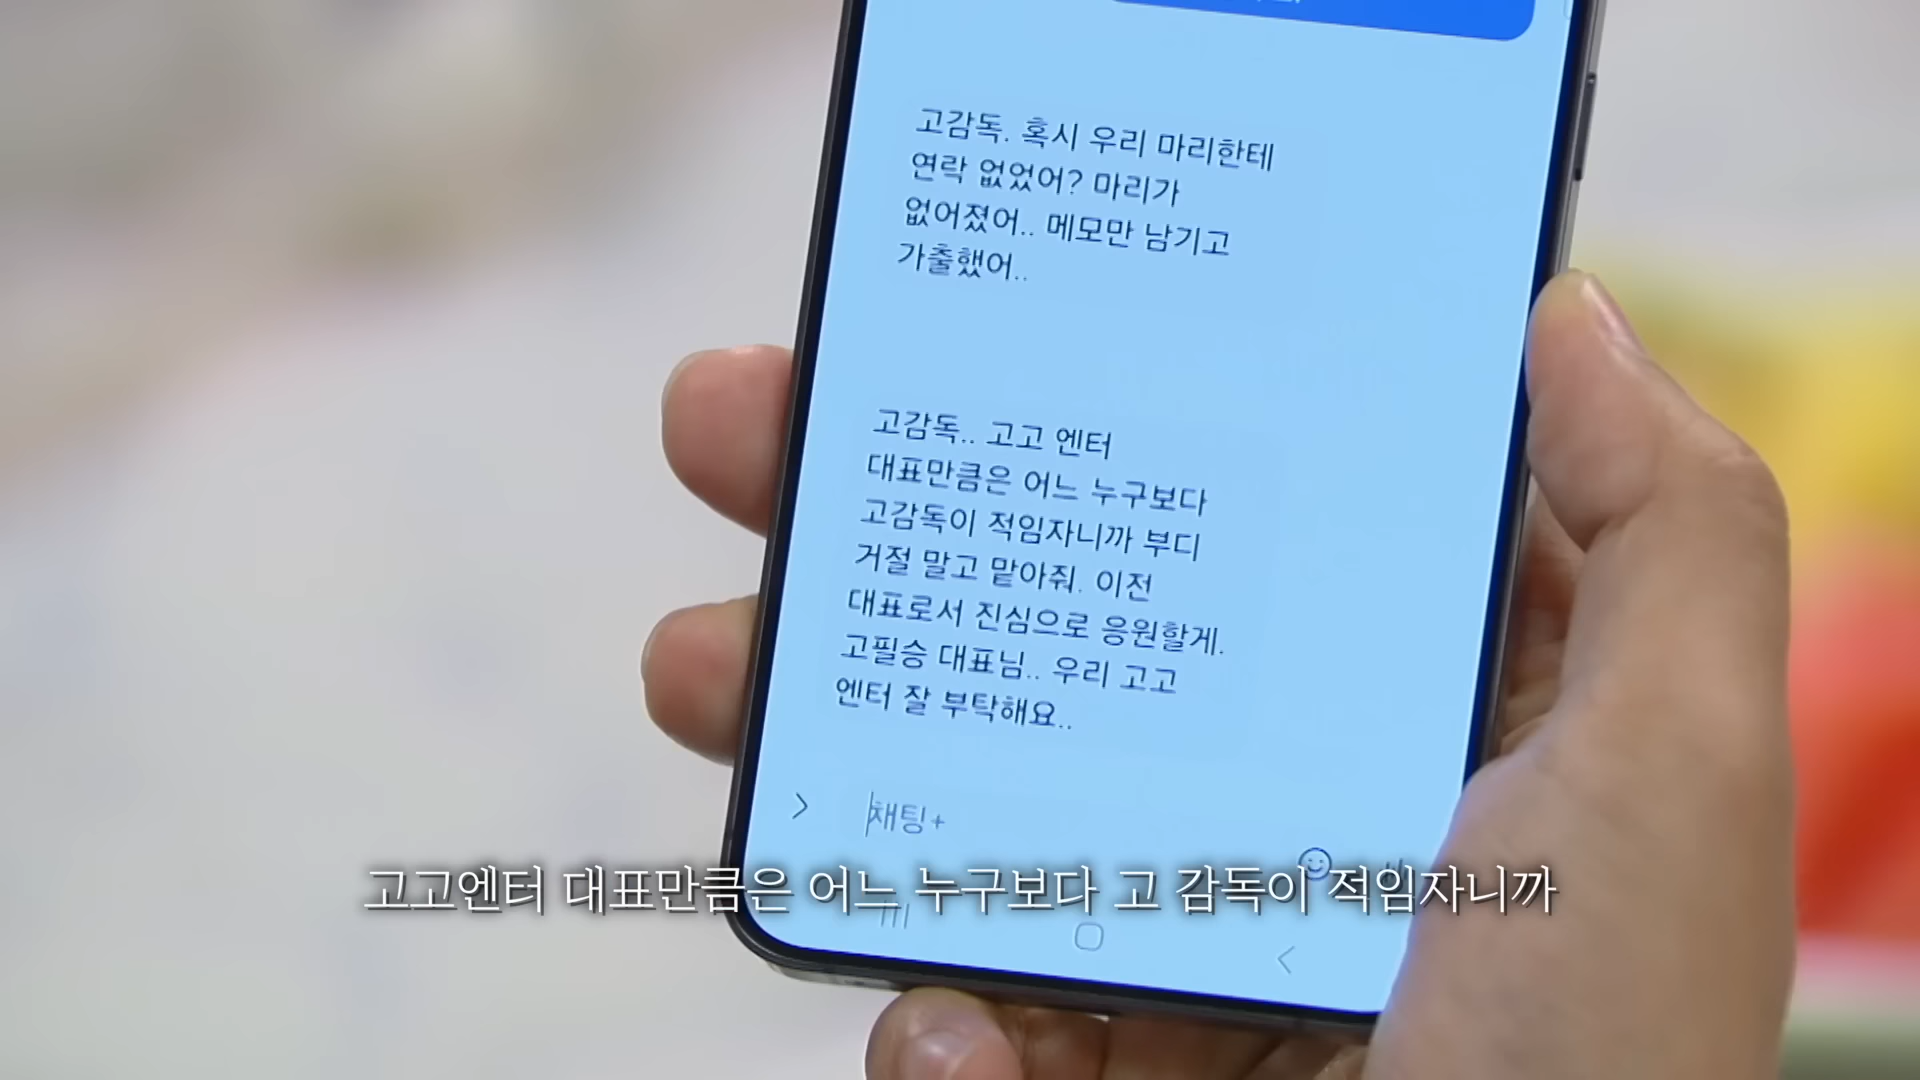 고감독. 혹시 우리 마리한테
연락 없었어? 마리가
없어졌어.. 메모만 남기고
가출했어..
고감독.. 고고 엔터
대표만큼은 어느 누구보다
고감독이 적임자니까 부디
거절 말고 맡아줘. 이전
대표로서 진심으로 응원할게.
고필승 대표님.. 우리 고고
엔터 잘 부탁해요..
채팅+
고고엔터 대표만큼은 어느 누구보다 고 감독이 적임자니까